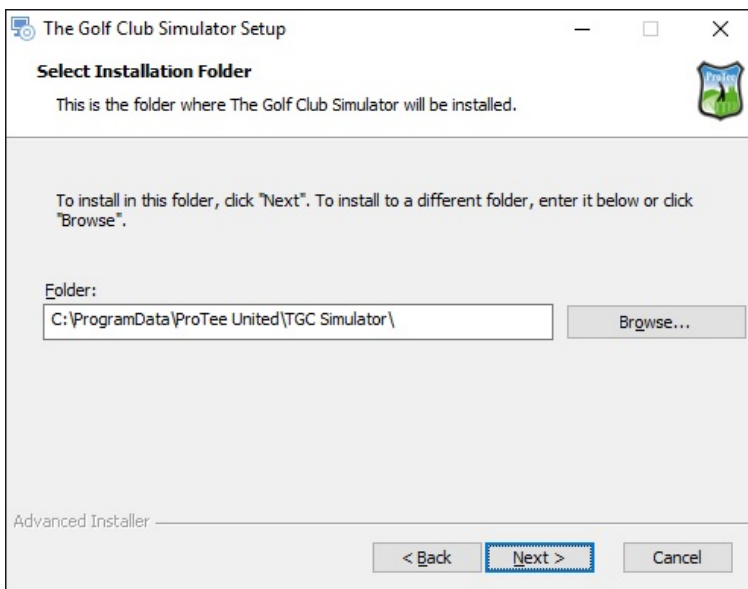 The Golf Club Simulator Setup
Select Installation Folder
This is the folder where The Golf Club Simulator will be installed.
ProTee
To install in this folder, click "Next". To install to a different folder, enter it below or click
"Browse".
Folder:
C:\ProgramData\ProTee United\TGC Simulator\
Browse...
Advanced Installer
< Back
Next >
Cancel